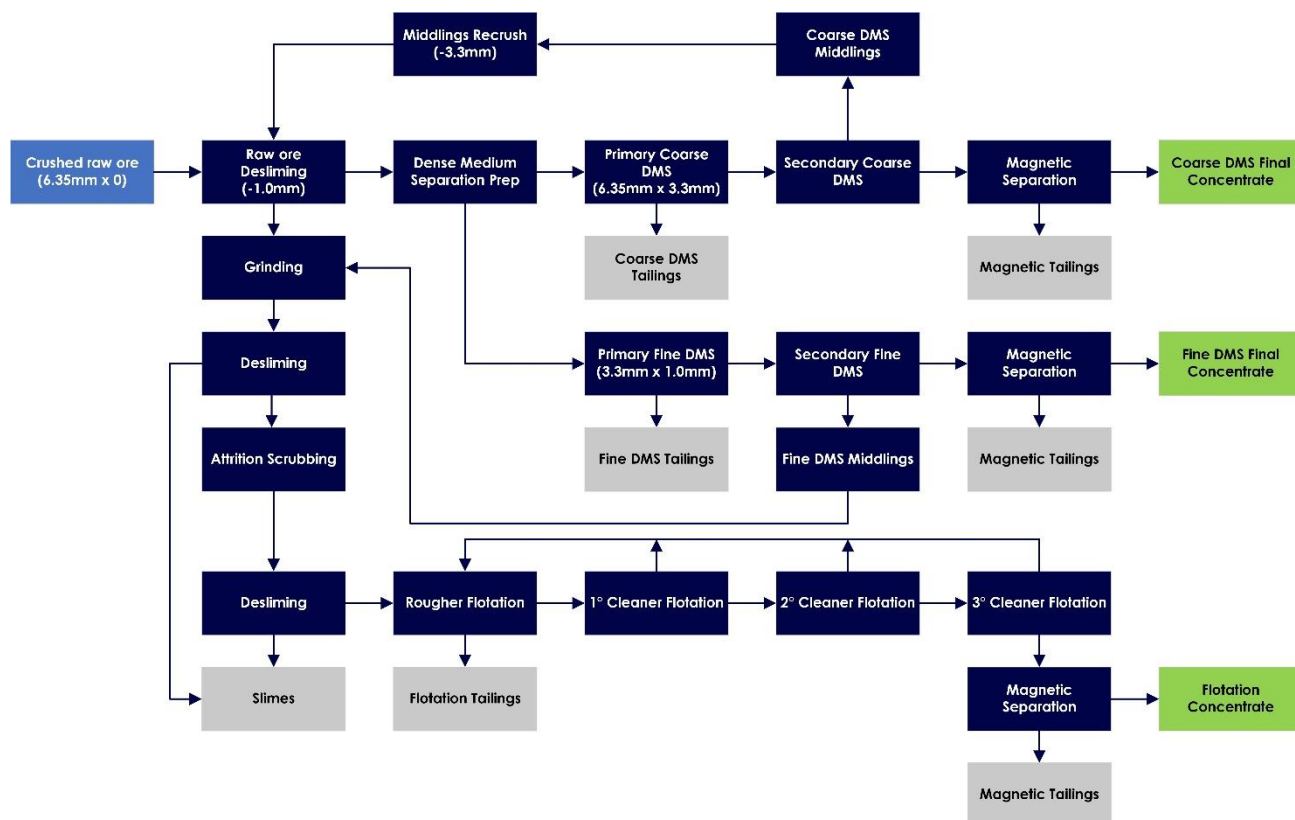 Middlings Recrush
(-3.3mm)
Coarse DMS
Middlings
Crushed raw ore
(6.35mm x 0)
Raw ore
Desliming
(-1.0mm)
Dense Medium
Separation Prep
Primary Coarse
DMS
(6.35mm x 3.3mm)
Secondary Coarse
DMS
Magnetic
Separation
Coarse DMS Final
Concentrate
Grinding
Coarse DMS
Tailings
Magnetic Tailings
Desliming
Primary Fine DMS
(3.3mm x 1.0mm)
Secondary Fine
DMS
Magnetic
Separation
Fine DMS Final
Concentrate
Attrition Scrubbing
Fine DMS Tailings
Fine DMS Middlings
Magnetic Tailings
Desliming
Rougher Flotation
1° Cleaner Flotation
2° Cleaner Flotation
3° Cleaner Flotation
Slimes
Flotation Tailings
Magnetic
Separation
Flotation
Concentrate
Magnetic Tailings